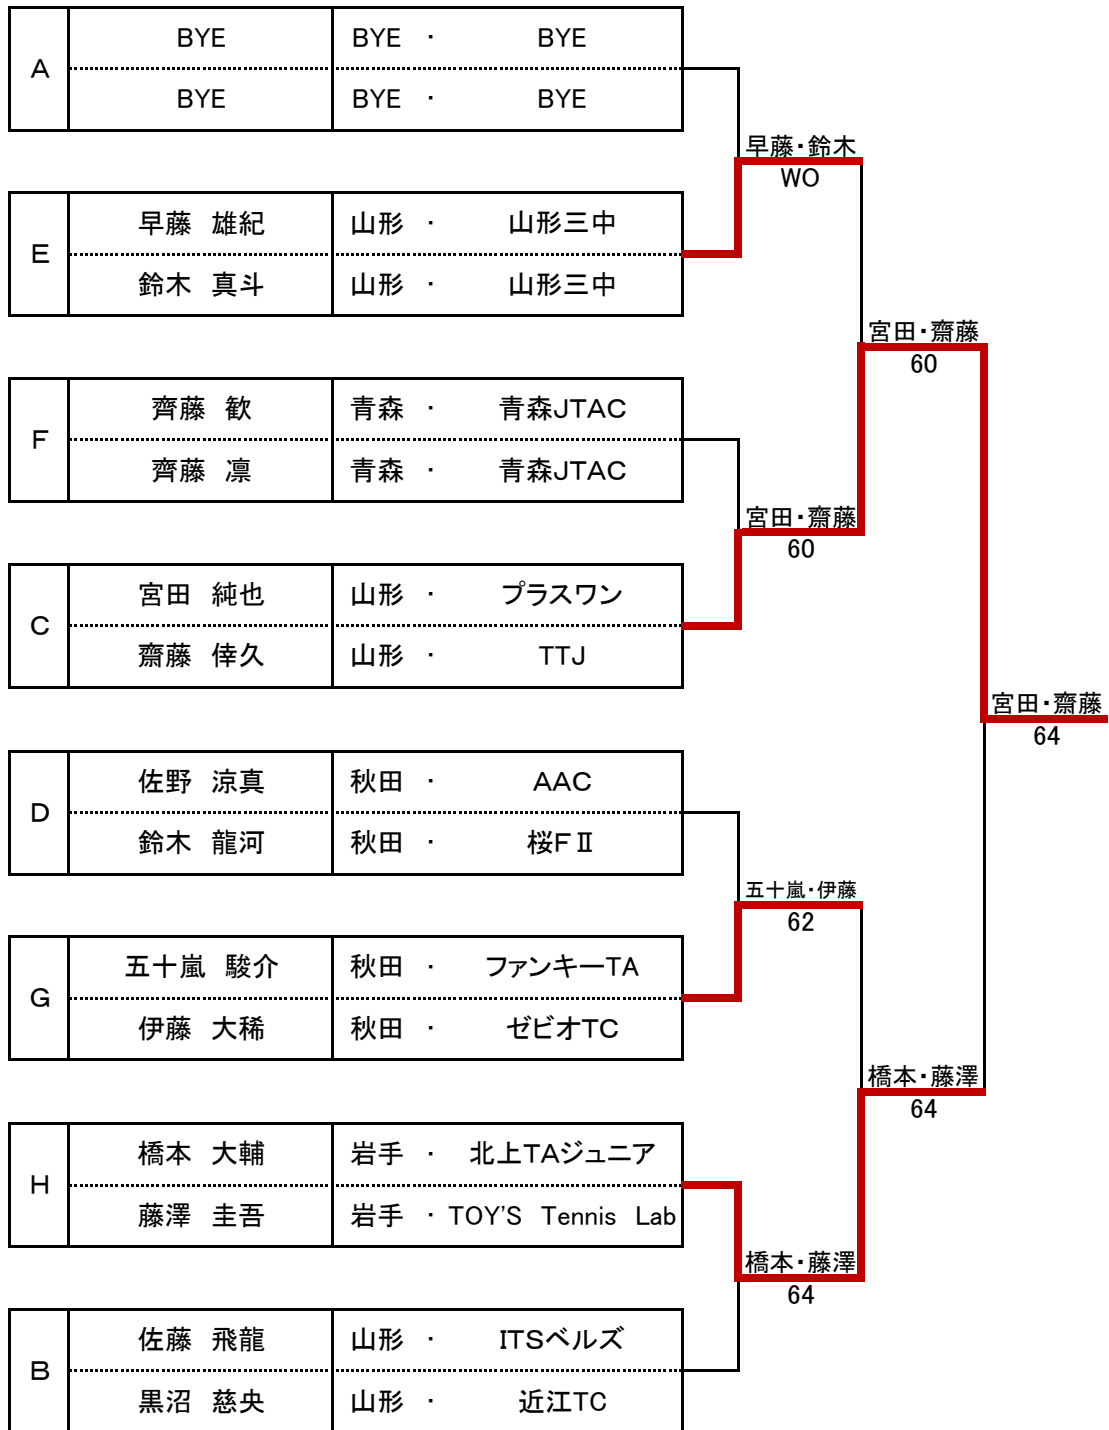 A
BYE BYE ・ BYE
BYE BYE ・ BYE
早藤・鈴木
WO
E
早藤 雄紀 山形 ・ 山形三中
鈴木 真斗 山形 ・ 山形三中
宮田・齋藤
60
F
齊藤 歓 青森 ・ 青森JTAC
齊藤 凛 青森 ・ 青森JTAC
宮田・齋藤
60
C
宮田 純也 山形 ・ プラスワン
齋藤 倖久 山形 ・ TTJ
宮田・齋藤
64
D
佐野 涼真 秋田 ・ AAC
鈴木 龍河 秋田 ・ 桜FⅡ
五十嵐・伊藤
62
G
五十嵐 駿介 秋田 ・ ファンキーTA
伊藤 大稀 秋田 ・ ゼビオTC
橋本・藤澤
64
H
橋本 大輔 岩手 ・ 北上TAジュニア
藤澤 圭吾 岩手 ・ TOY'S Tennis Lab
橋本・藤澤
64
B
佐藤 飛龍 山形 ・ ITSベルズ
黒沼 慈央 山形 ・ 近江TC